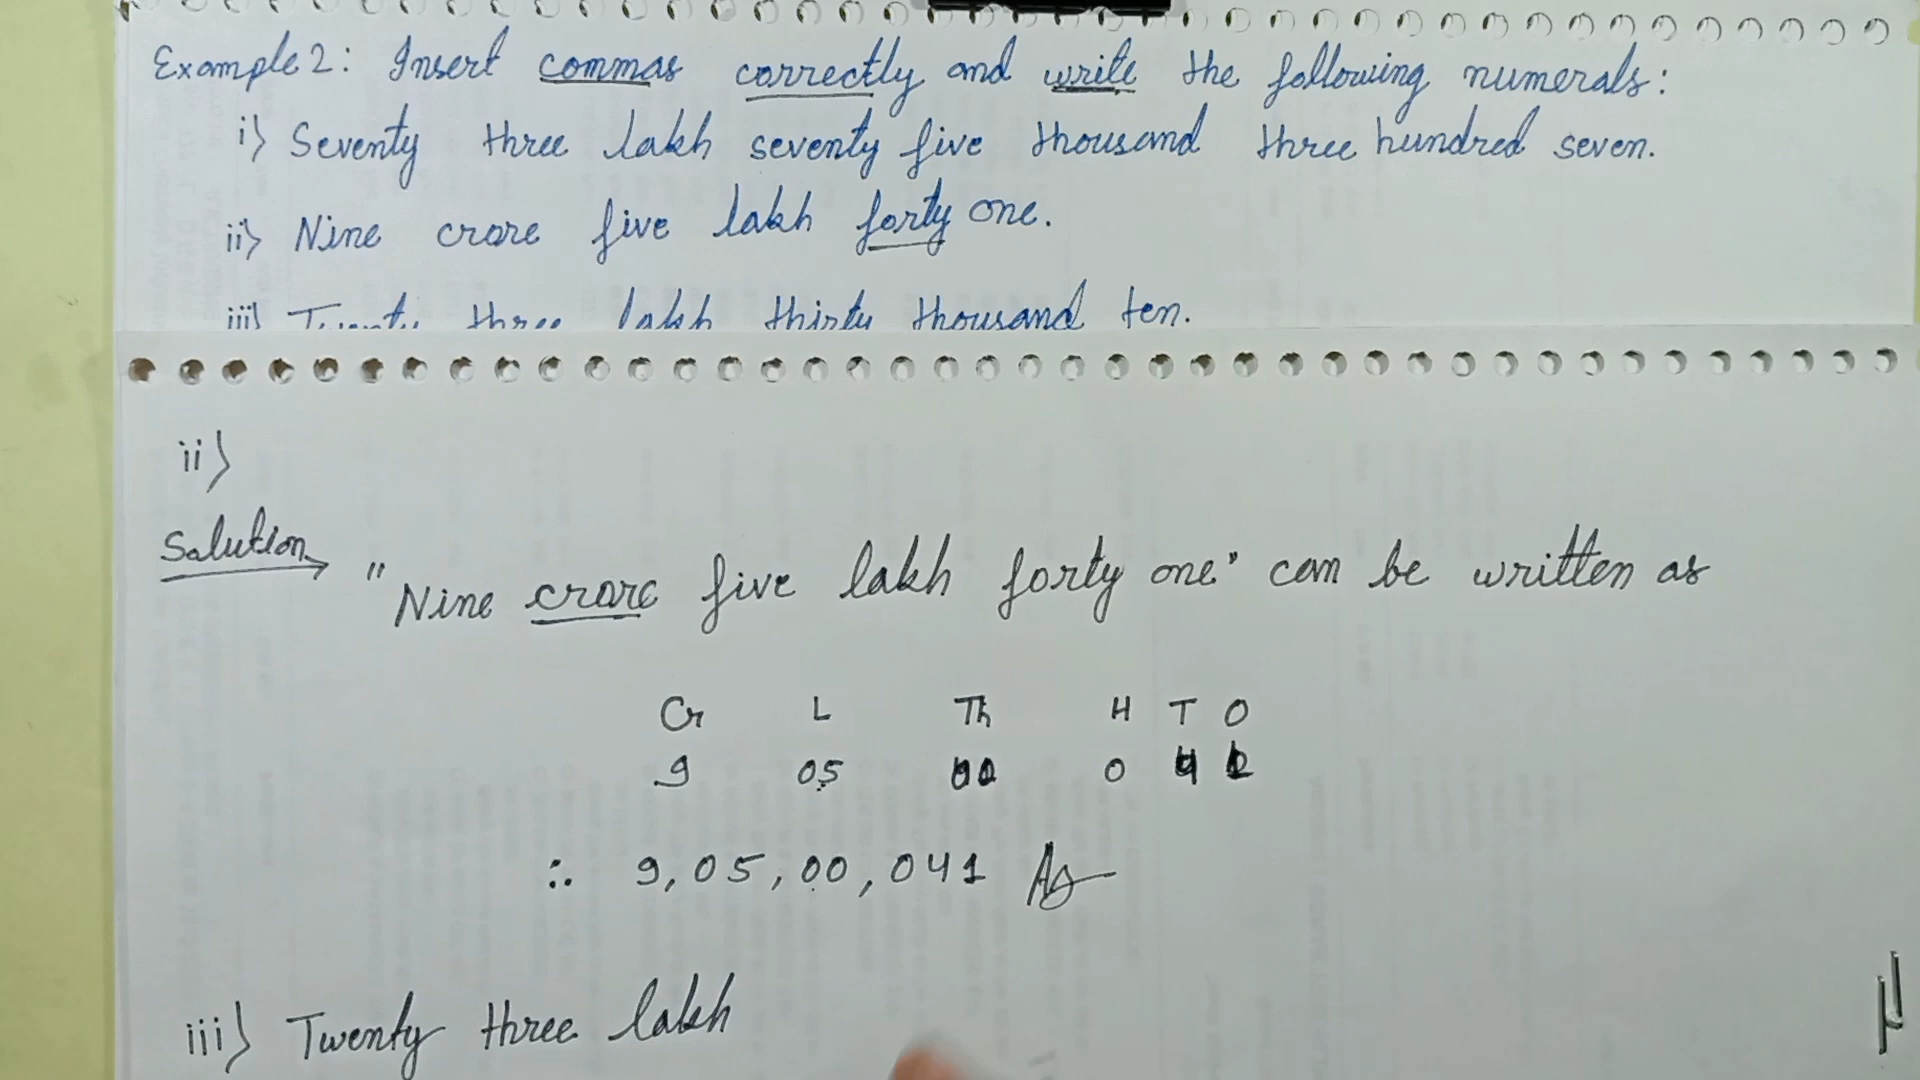 Example 2: Insert commas correctly and write the following numerals:
i) Seventy three lakh seventy five thousand three hundred seven.
ii) Nine crore five lakh forty one.
iii) Twenty three lakh thirty thousand ten.
ii)
Solution "Nine crore five lakh forty one" can be written as
Cr L Th H T O
9 05 00 0 4 1
∴ 9,05,00,041
iii) Twenty three lakh